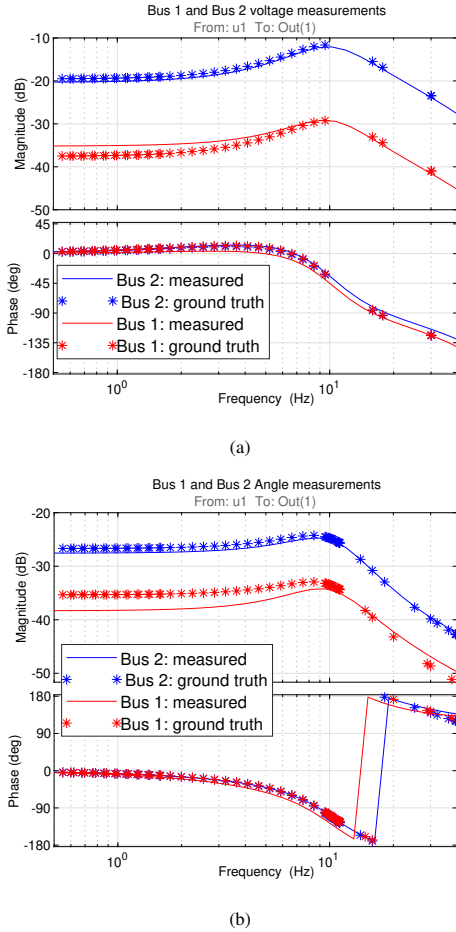 Bus 1 and Bus 2 voltage measurements
From: u1 To: Out(1)
-10
-20
-30
-40
-50
Magnitude (dB)
45
0
-45
-90
-135
-180
Phase (deg)
Bus 2: measured
Bus 2: ground truth
Bus 1: measured
Bus 1: ground truth
10^0
10^1
Frequency (Hz)
(a)
Bus 1 and Bus 2 Angle measurements
From: u1 To: Out(1)
-20
-30
-40
-50
Magnitude (dB)
Bus 2: measured
Bus 2: ground truth
Bus 1: measured
Bus 1: ground truth
180
90
0
-90
-180
Phase (deg)
10^0
10^1
Frequency (Hz)
(b)